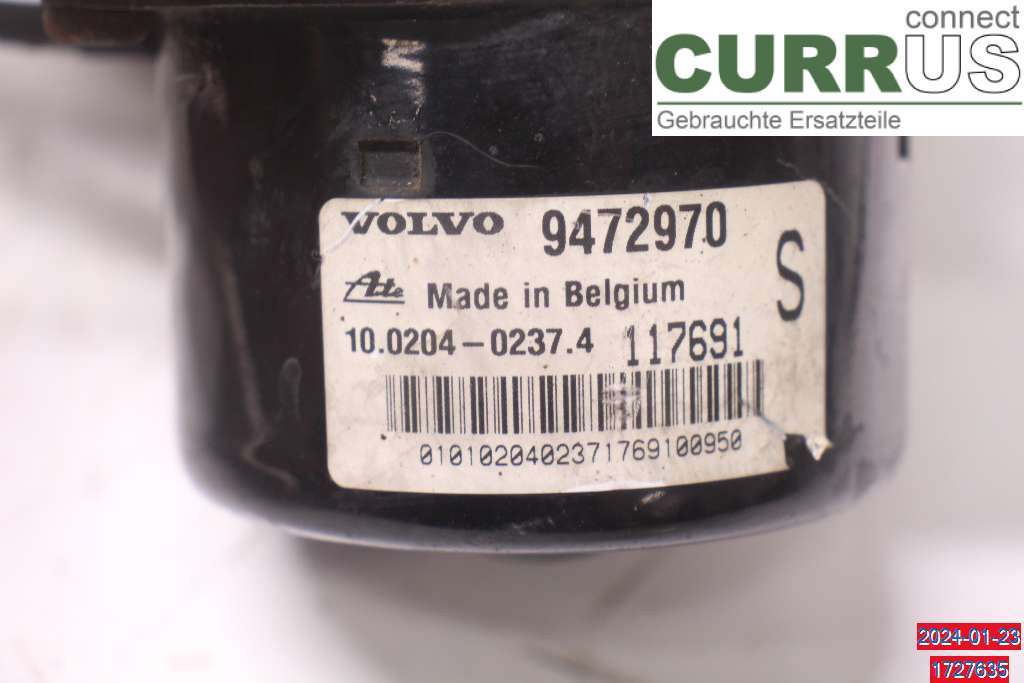 connect
CURRUS
Gebrauchte Ersatzteile
VOLVO 9472970
S
Ate Made in Belgium
10.0204-0237.4 117691
0101020402371769100950
2024-01-23
1727635